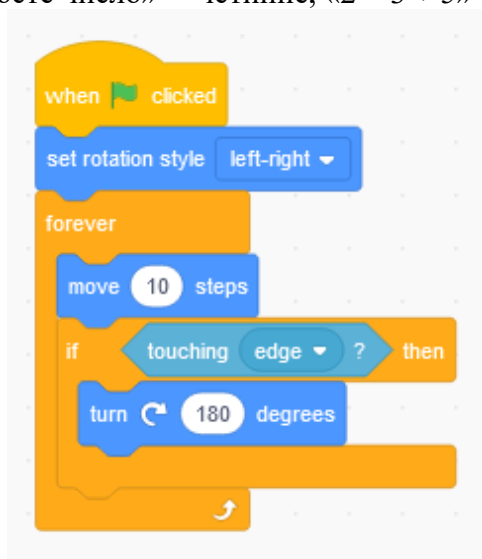 when clicked
set rotation style left-right
forever
move 10 steps
if touching edge ? then
turn 180 degrees